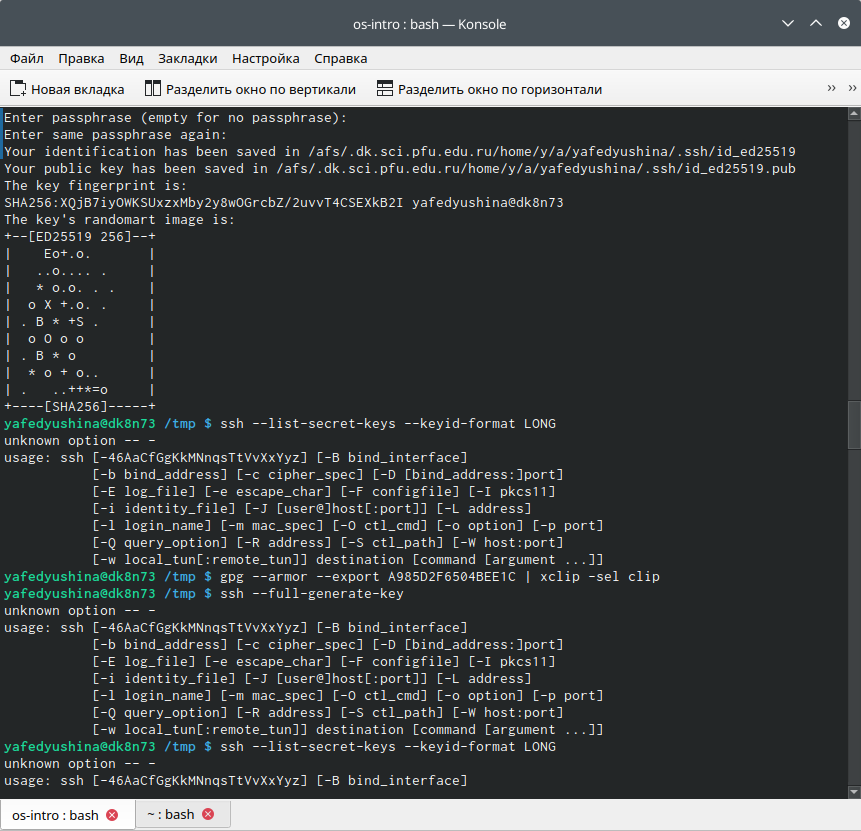 os-intro : bash — Konsole
Файл Правка Вид Закладки Настройка Справка
Новая вкладка Разделить окно по вертикали Разделить окно по горизонтали
Enter passphrase (empty for no passphrase):
Enter same passphrase again:
Your identification has been saved in /afs/.dk.sci.pfu.edu.ru/home/y/a/yafedyushina/.ssh/id_ed25519
Your public key has been saved in /afs/.dk.sci.pfu.edu.ru/home/y/a/yafedyushina/.ssh/id_ed25519.pub
The key fingerprint is:
SHA256:XQjB7iyOWKSUxzxMby2y8wOGrcbZ/2uvvT4CSEXkB2I yafedyushina@dk8n73
The key's randomart image is:
+--[ED25519 256]--+
|    Eo+.o.       |
|   ..o.... .     |
|   * o.o. . .    |
|  o X +.o. .     |
| . B * +S .      |
|  o O o o        |
| . B * o         |
|  * o + o..      |
| .   ..++*=o     |
+----[SHA256]-----+
yafedyushina@dk8n73 /tmp $ ssh --list-secret-keys --keyid-format LONG
unknown option -- -
usage: ssh [-46AaCfGgKkMNnqsTtVvXxYyz] [-B bind_interface]
           [-b bind_address] [-c cipher_spec] [-D [bind_address:]port]
           [-E log_file] [-e escape_char] [-F configfile] [-I pkcs11]
           [-i identity_file] [-J [user@]host[:port]] [-L address]
           [-l login_name] [-m mac_spec] [-O ctl_cmd] [-o option] [-p port]
           [-Q query_option] [-R address] [-S ctl_path] [-W host:port]
           [-w local_tun[:remote_tun]] destination [command [argument ...]]
yafedyushina@dk8n73 /tmp $ gpg --armor --export A985D2F6504BEE1C | xclip -sel clip
yafedyushina@dk8n73 /tmp $ ssh --full-generate-key
unknown option -- -
usage: ssh [-46AaCfGgKkMNnqsTtVvXxYyz] [-B bind_interface]
           [-b bind_address] [-c cipher_spec] [-D [bind_address:]port]
           [-E log_file] [-e escape_char] [-F configfile] [-I pkcs11]
           [-i identity_file] [-J [user@]host[:port]] [-L address]
           [-l login_name] [-m mac_spec] [-O ctl_cmd] [-o option] [-p port]
           [-Q query_option] [-R address] [-S ctl_path] [-W host:port]
           [-w local_tun[:remote_tun]] destination [command [argument ...]]
yafedyushina@dk8n73 /tmp $ ssh --list-secret-keys --keyid-format LONG
unknown option -- -
usage: ssh [-46AaCfGgKkMNnqsTtVvXxYyz] [-B bind_interface]
os-intro : bash ~ : bash